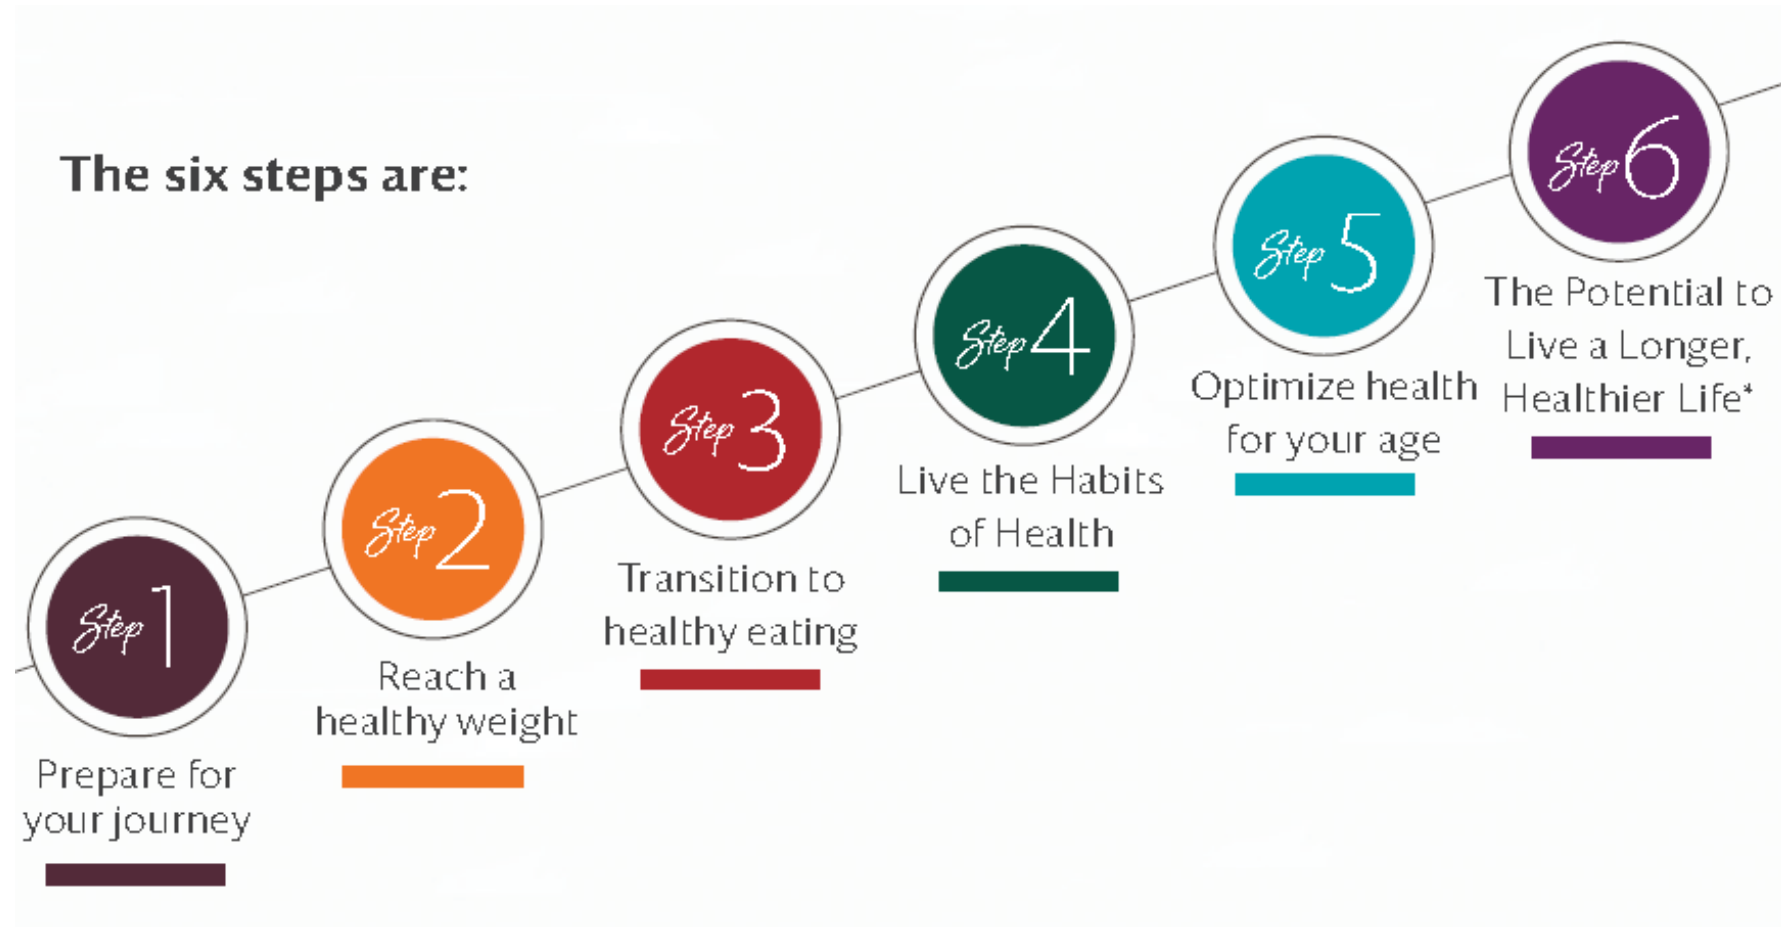 The six steps are:
Step 1
Prepare for
your journey
Step 2
Reach a
healthy weight
Step 3
Transition to
healthy eating
Step 4
Live the Habits
of Health
Step 5
Optimize health
for your age
Step 6
The Potential to
Live a Longer,
Healthier Life*